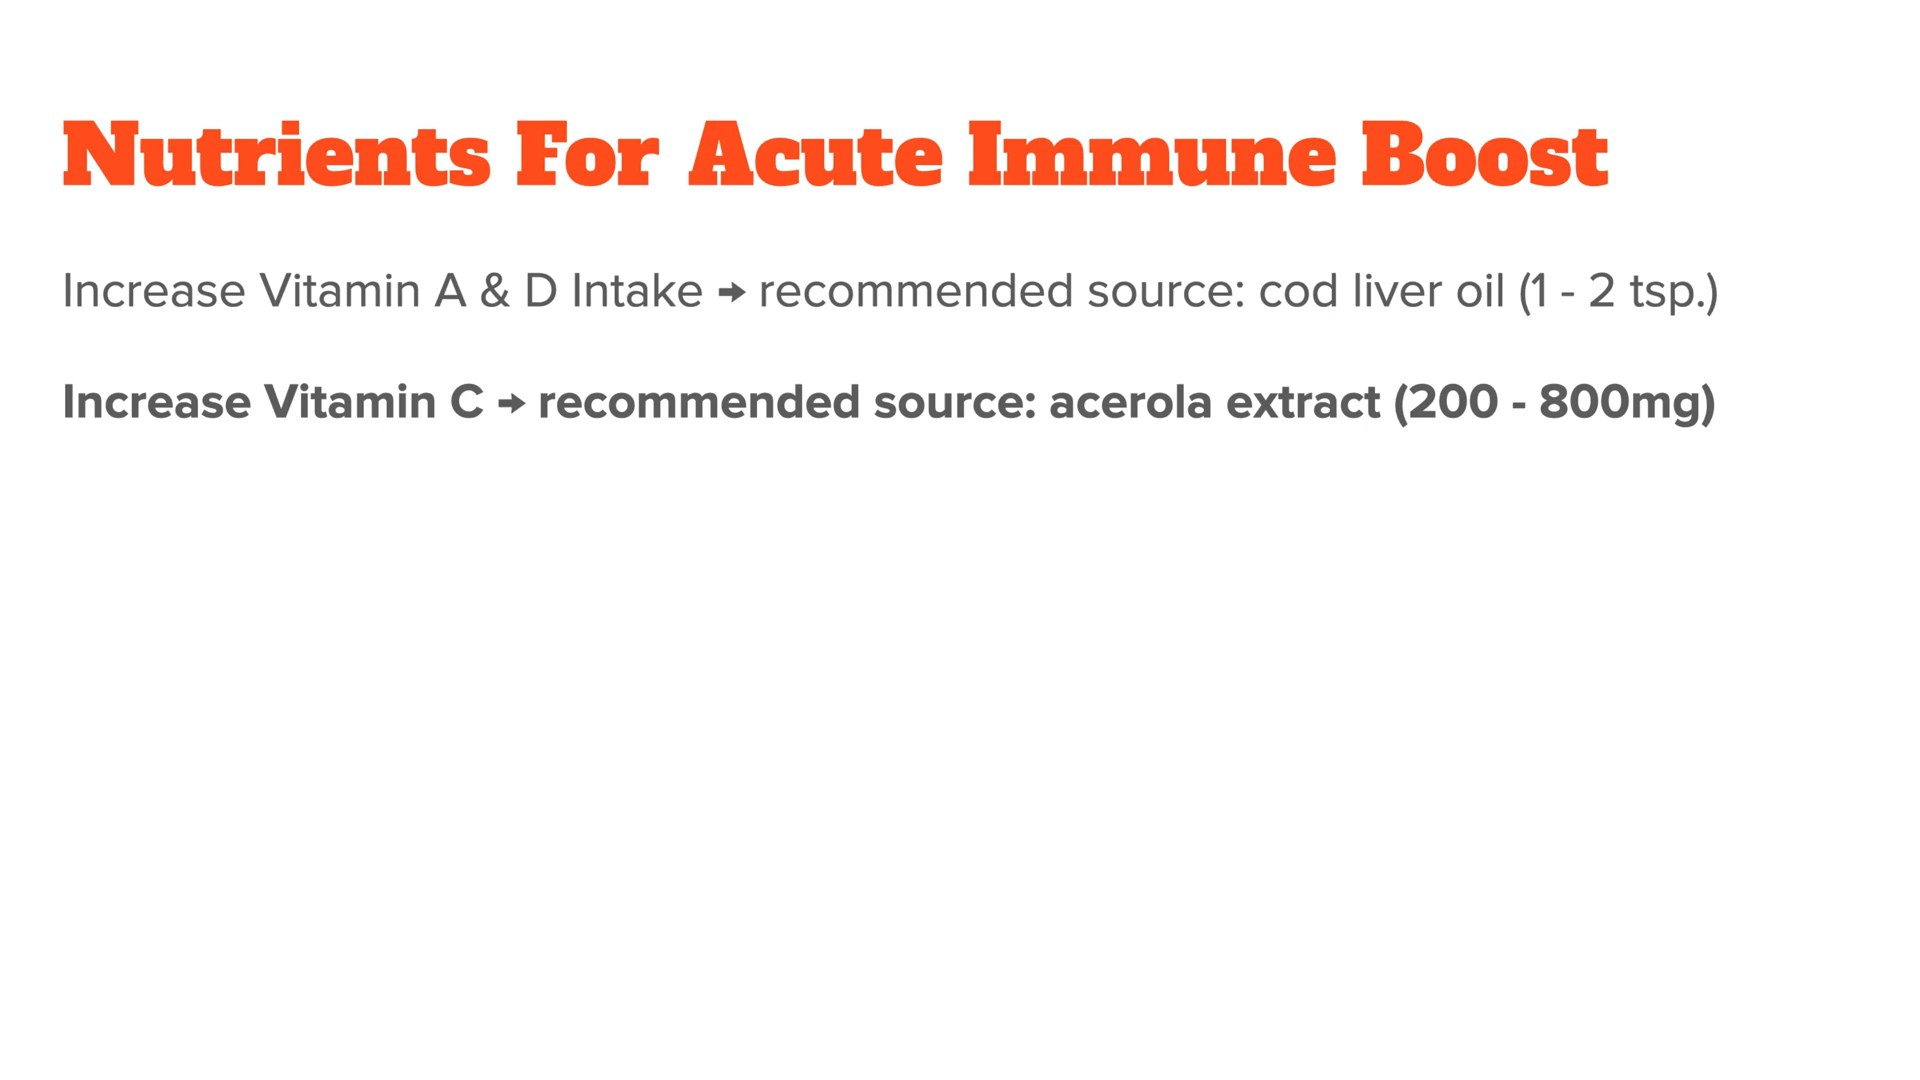 Nutrients For Acute Immune Boost
Increase Vitamin A & D Intake → recommended source: cod liver oil (1 - 2 tsp.)
Increase Vitamin C → recommended source: acerola extract (200 - 800mg)